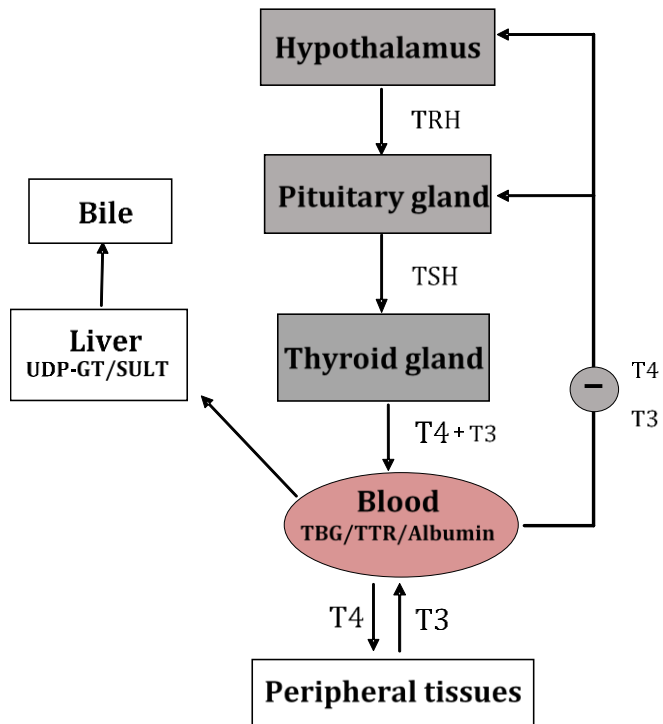 Hypothalamus
TRH
Pituitary gland
Bile
TSH
Liver
UDP-GT/SULT
Thyroid gland
–
T4
T3
T4+T3
Blood
TBG/TTR/Albumin
T4
T3
Peripheral tissues